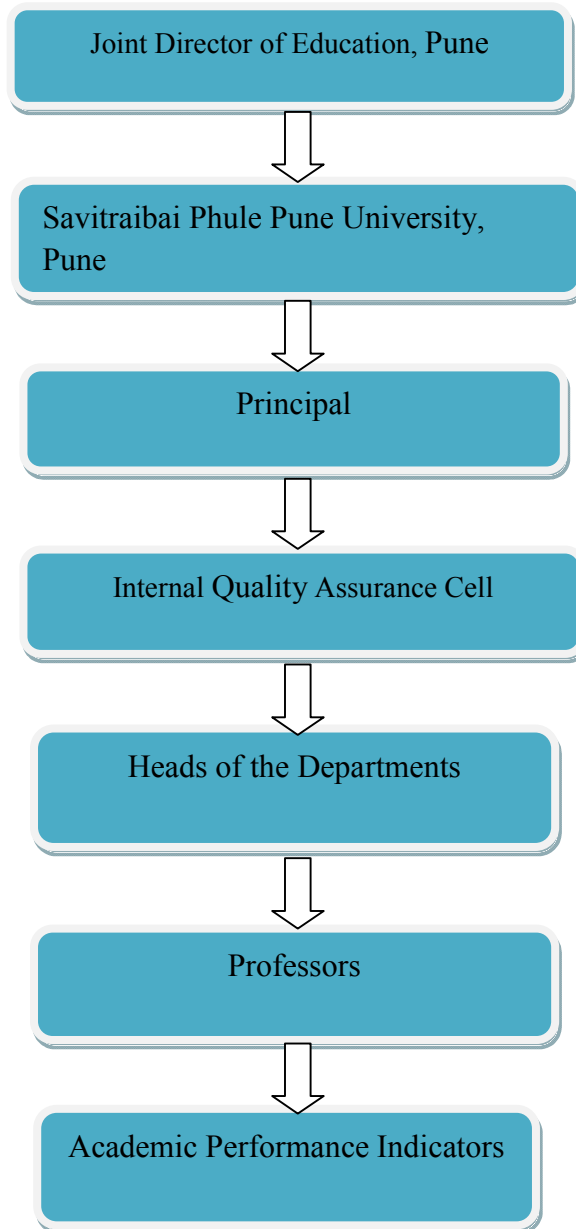 Joint Director of Education, Pune
Savitraibai Phule Pune University,
Pune
Principal
Internal Quality Assurance Cell
Heads of the Departments
Professors
Academic Performance Indicators